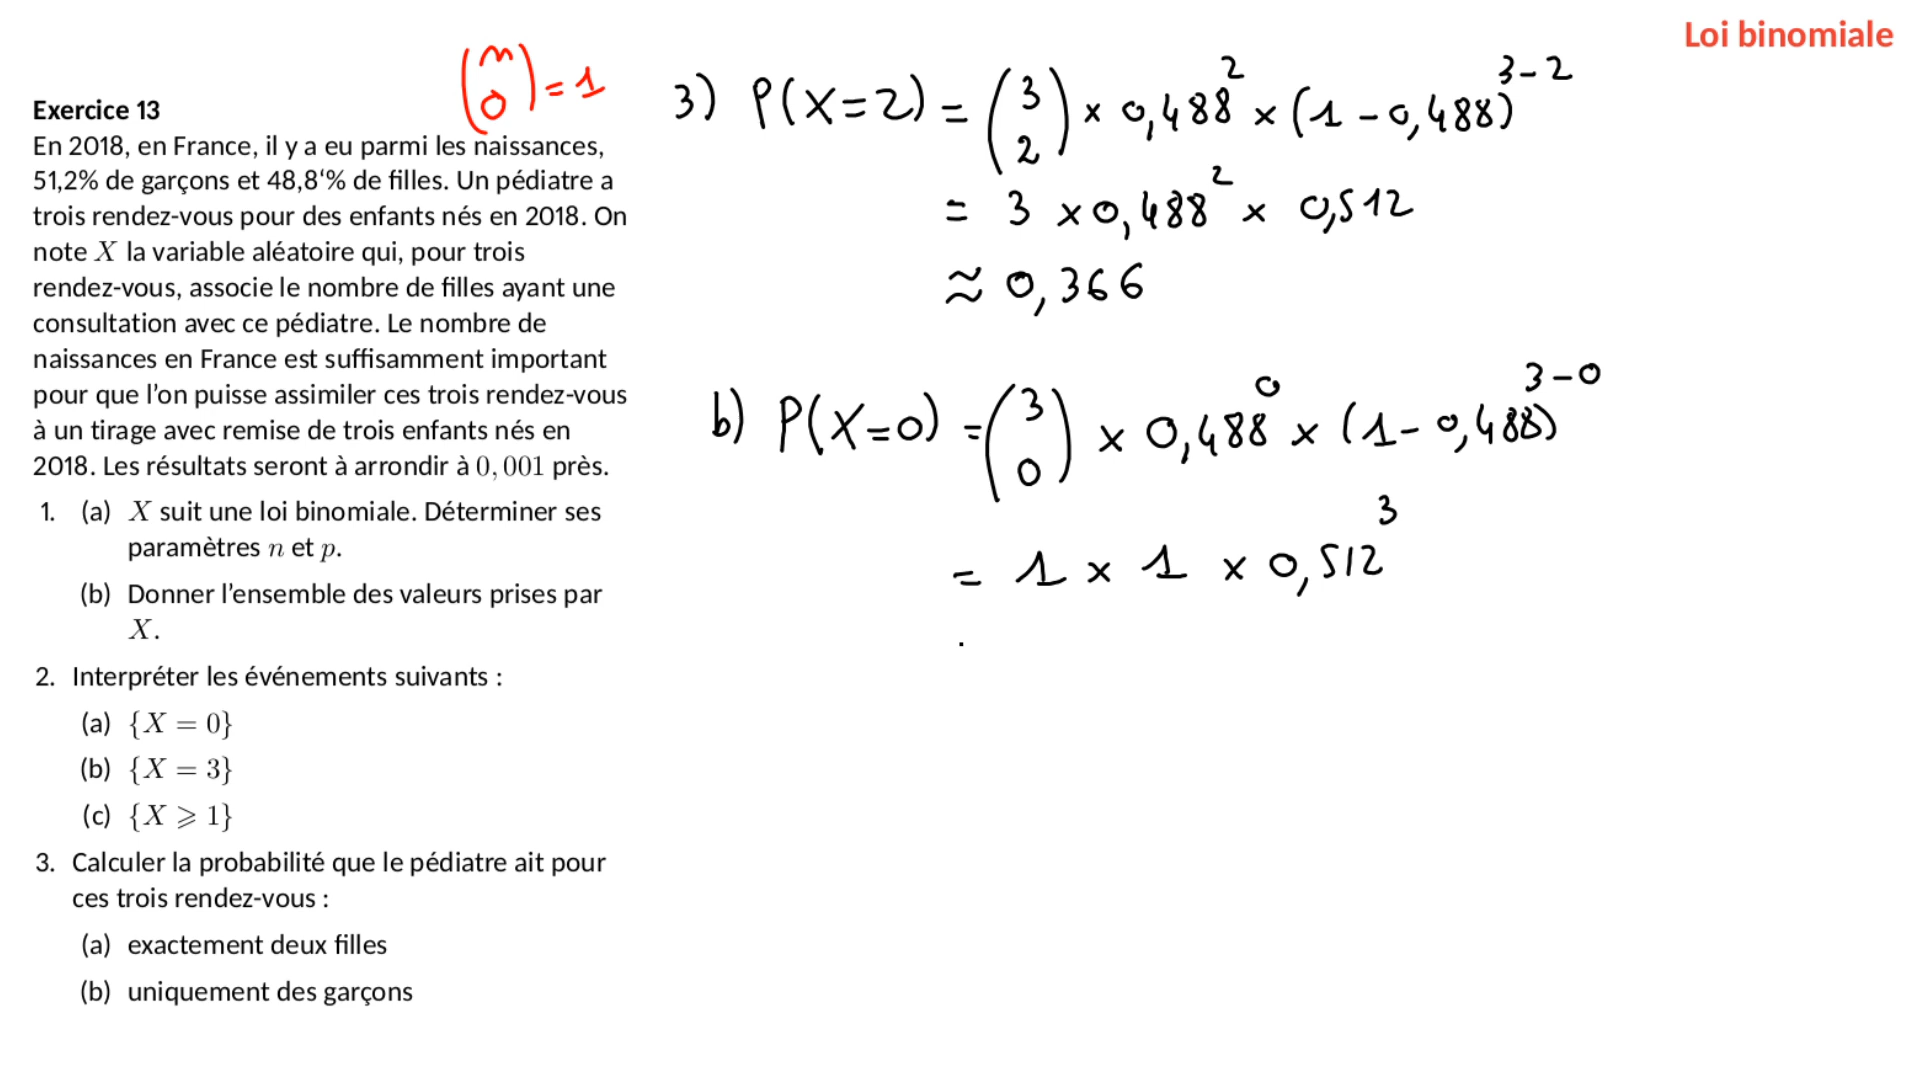 Loi binomiale
(n 0) = 1
Exercice 13
En 2018, en France, il y a eu parmi les naissances,
51,2% de garçons et 48,8‘% de filles. Un pédiatre a
trois rendez-vous pour des enfants nés en 2018. On
note X la variable aléatoire qui, pour trois
rendez-vous, associe le nombre de filles ayant une
consultation avec ce pédiatre. Le nombre de
naissances en France est suffisamment important
pour que l’on puisse assimiler ces trois rendez-vous
à un tirage avec remise de trois enfants nés en
2018. Les résultats seront à arrondir à 0, 001 près.
1. (a) X suit une loi binomiale. Déterminer ses
paramètres n et p.
(b) Donner l’ensemble des valeurs prises par
X.
2. Interpréter les événements suivants :
(a) {X = 0}
(b) {X = 3}
(c) {X ⩾ 1}
3. Calculer la probabilité que le pédiatre ait pour
ces trois rendez-vous :
(a) exactement deux filles
(b) uniquement des garçons
3) P(X=2) = (3 2) × 0,488² × (1-0,488)³⁻²
= 3 × 0,488² × 0,512
≈ 0,366
b) P(X=0) = (3 0) × 0,488⁰ × (1-0,488)³⁻⁰
= 1 × 1 × 0,512³